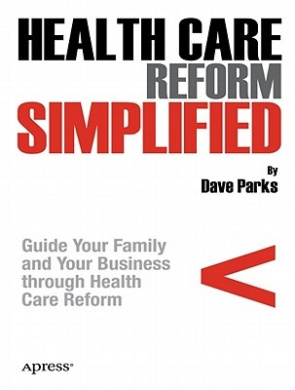 HEALTH CARE
REFORM
SIMPLIFIED
By
Dave Parks
Guide Your Family
and Your Business
through Health
Care Reform
<
Apress®